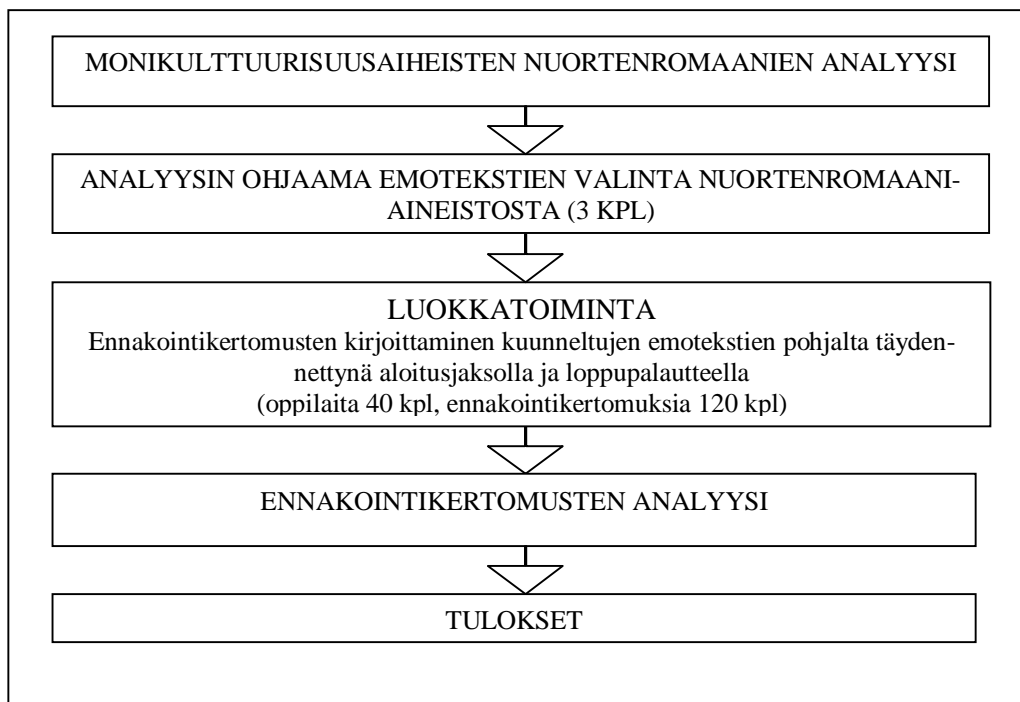 MONIKULTTUURISUUSAIHEISTEN NUORTENROMAANIEN ANALYYSI
ANALYYSIN OHJAAMA EMOTEKSTIEN VALINTA NUORTENROMAANI-
AINEISTOSTA (3 KPL)
LUOKKATOIMINTA
Ennakointikertomusten kirjoittaminen kuunneltujen emotekstien pohjalta täyden-
nettynä aloitusjaksolla ja loppupalautteella
(oppilaita 40 kpl, ennakointikertomuksia 120 kpl)
ENNAKOINTIKERTOMUSTEN ANALYYSI
TULOKSET